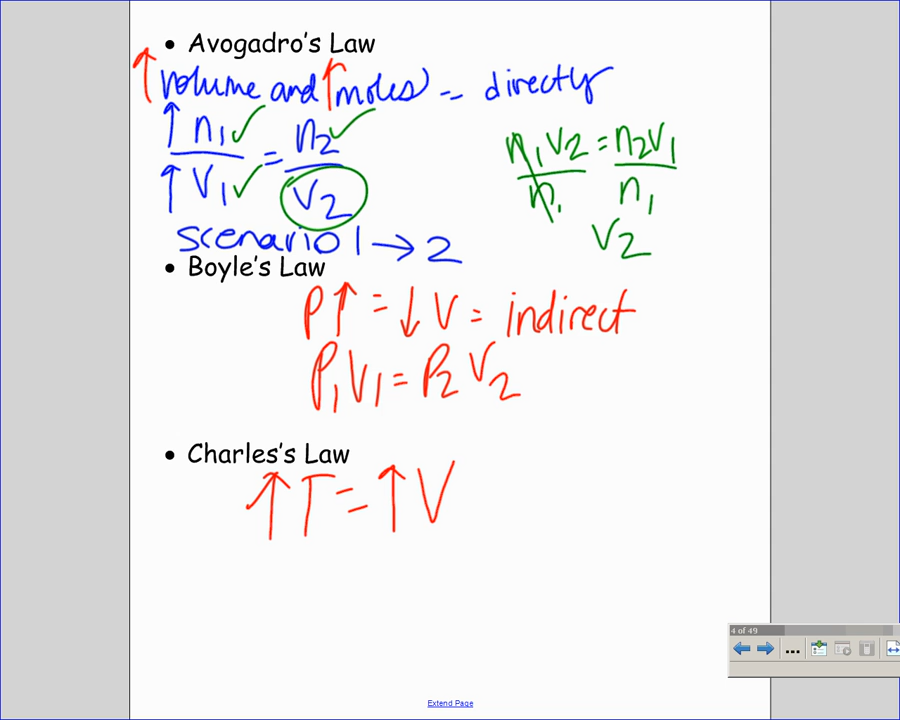 • Avogadro's Law
↑ volume and ↑ moles - directly
↑ n₁ ✓ / ↑ V₁ ✓ = n₂ ✓ / V₂
n₁V₂ / n₁ = n₂V₁ / n₁
V₂
scenario 1 → 2
• Boyle's Law
P↑ = ↓ V = indirect
P₁V₁ = P₂V₂
• Charles's Law
↑ T = ↑ V
4 of 49
...
Extend Page